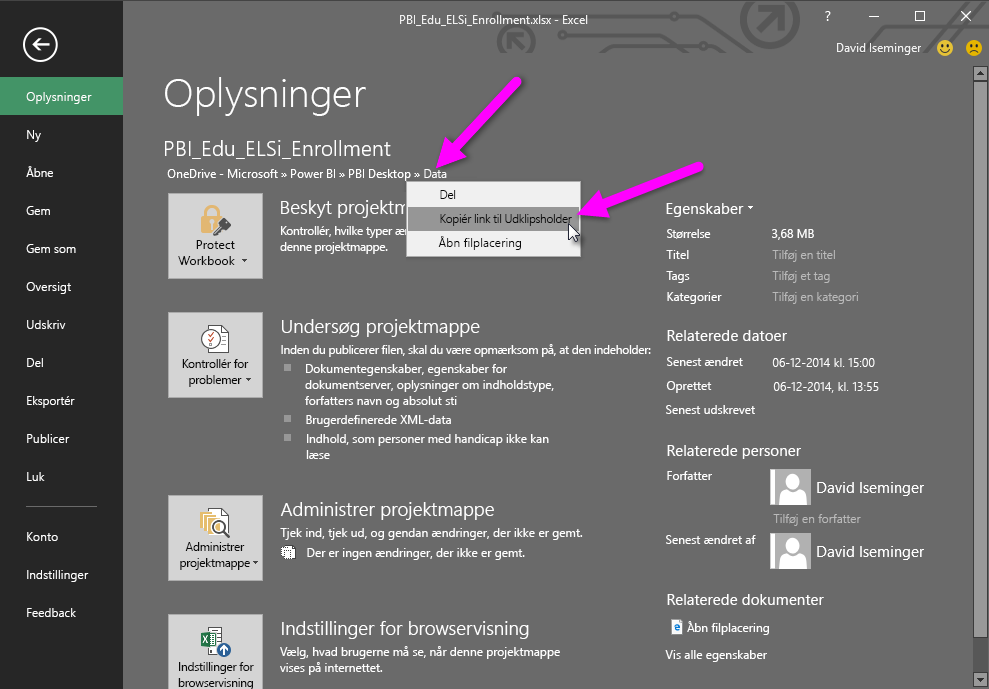 PBI_Edu_ELSi_Enrollment.xlsx - Excel
?
David Iseminger
Oplysninger
Ny
Åbne
Gem
Gem som
Oversigt
Udskriv
Del
Eksportér
Publicer
Luk
Konto
Indstillinger
Feedback
Oplysninger
PBI_Edu_ELSi_Enrollment
OneDrive - Microsoft » Power BI » PBI Desktop » Data
Del
Kopiér link til Udklipsholder
Åbn filplacering
Protect
Workbook
Beskyt projektm
Kontrollér, hvilke typer æn
denne projektmappe.
Kontrollér for
problemer
Undersøg projektmappe
Inden du publicerer filen, skal du være opmærksom på, at den indeholder:
Dokumentegenskaber, egenskaber for
dokumentserver, oplysninger om indholdstype,
forfatters navn og absolut sti
Brugerdefinerede XML-data
Indhold, som personer med handicap ikke kan
læse
Administrer
projektmappe
Administrer projektmappe
Tjek ind, tjek ud, og gendan ændringer, der ikke er gemt.
Der er ingen ændringer, der ikke er gemt.
Indstillinger for
browservisning
Indstillinger for browservisning
Vælg, hvad brugerne må se, når denne projektmappe
vises på internettet.
Egenskaber
Størrelse 3,68 MB
Titel Tilføj en titel
Tags Tilføj et tag
Kategorier Tilføj en kategori
Relaterede datoer
Senest ændret 06-12-2014, kl. 15:00
Oprettet 06-12-2014, kl. 13:55
Senest udskrevet
Relaterede personer
Forfatter David Iseminger
Tilføj en forfatter
Senest ændret af David Iseminger
Relaterede dokumenter
Åbn filplacering
Vis alle egenskaber